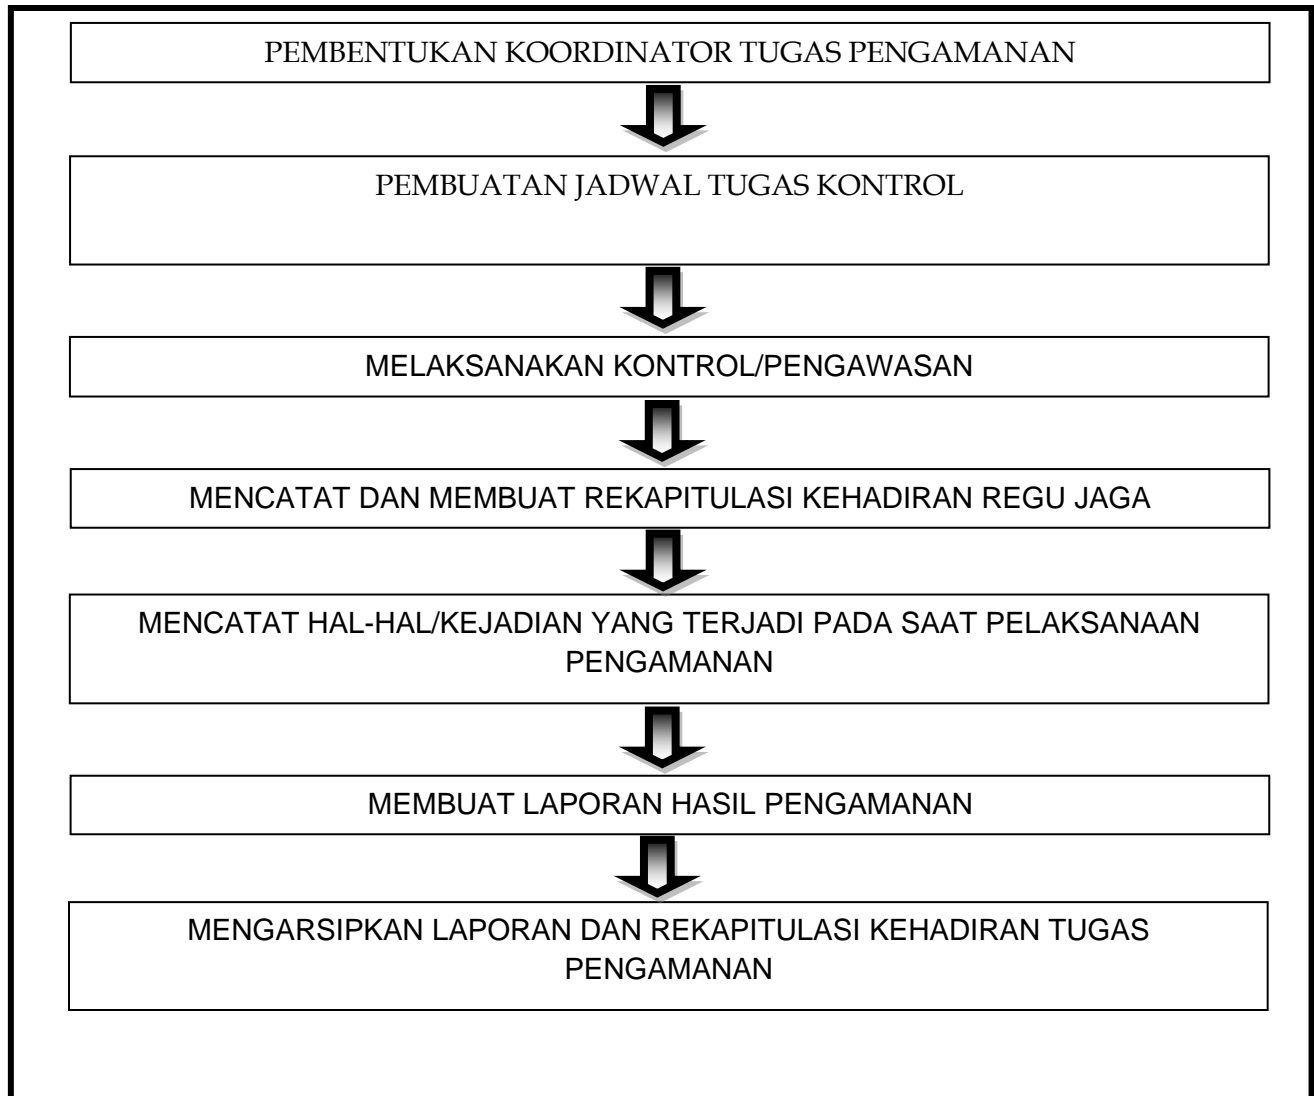 PEMBENTUKAN KOORDINATOR TUGAS PENGAMANAN
PEMBUATAN JADWAL TUGAS KONTROL
MELAKSANAKAN KONTROL/PENGAWASAN
MENCATAT DAN MEMBUAT REKAPITULASI KEHADIRAN REGU JAGA
MENCATAT HAL-HAL/KEJADIAN YANG TERJADI PADA SAAT PELAKSANAAN
PENGAMANAN
MEMBUAT LAPORAN HASIL PENGAMANAN
MENGARSIPKAN LAPORAN DAN REKAPITULASI KEHADIRAN TUGAS
PENGAMANAN